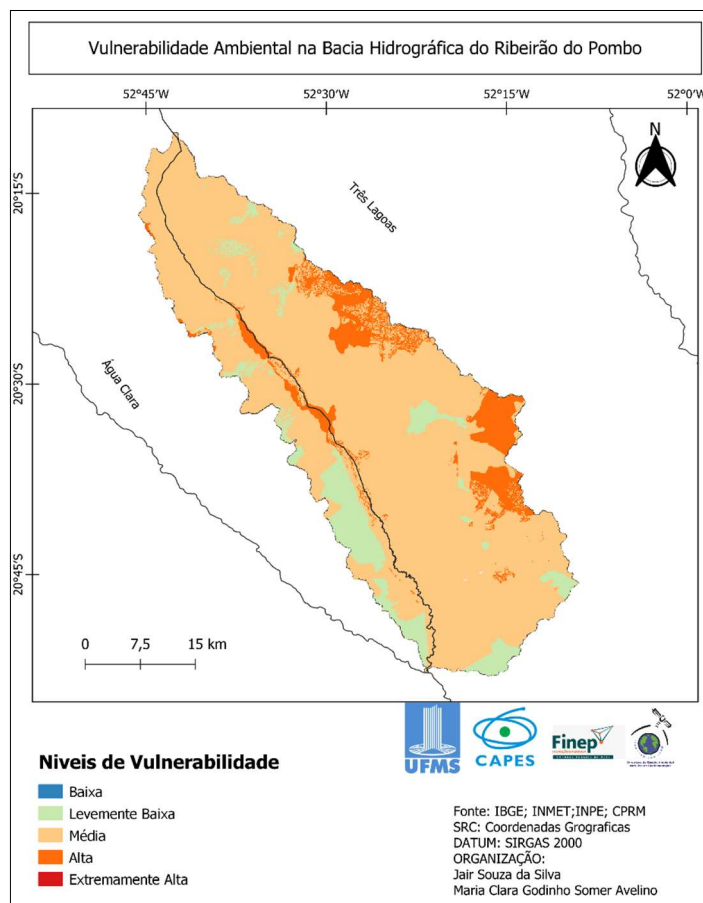 Vulnerabilidade Ambiental na Bacia Hidrográfica do Ribeirão do Pombo
52°45'W 52°30'W 52°15'W 52°0'W
N
20°15'S
Três Lagoas
20°30'S
Água Clara
20°45'S
0 7,5 15 km
UFMS
CAPES
Finep
Niveis de Vulnerabilidade
Baixa
Levemente Baixa
Média
Alta
Extremamente Alta
Fonte: IBGE; INMET;INPE; CPRM
SRC: Coordenadas Grograficas
DATUM: SIRGAS 2000
ORGANIZAÇÃO:
Jair Souza da Silva
Maria Clara Godinho Somer Avelino